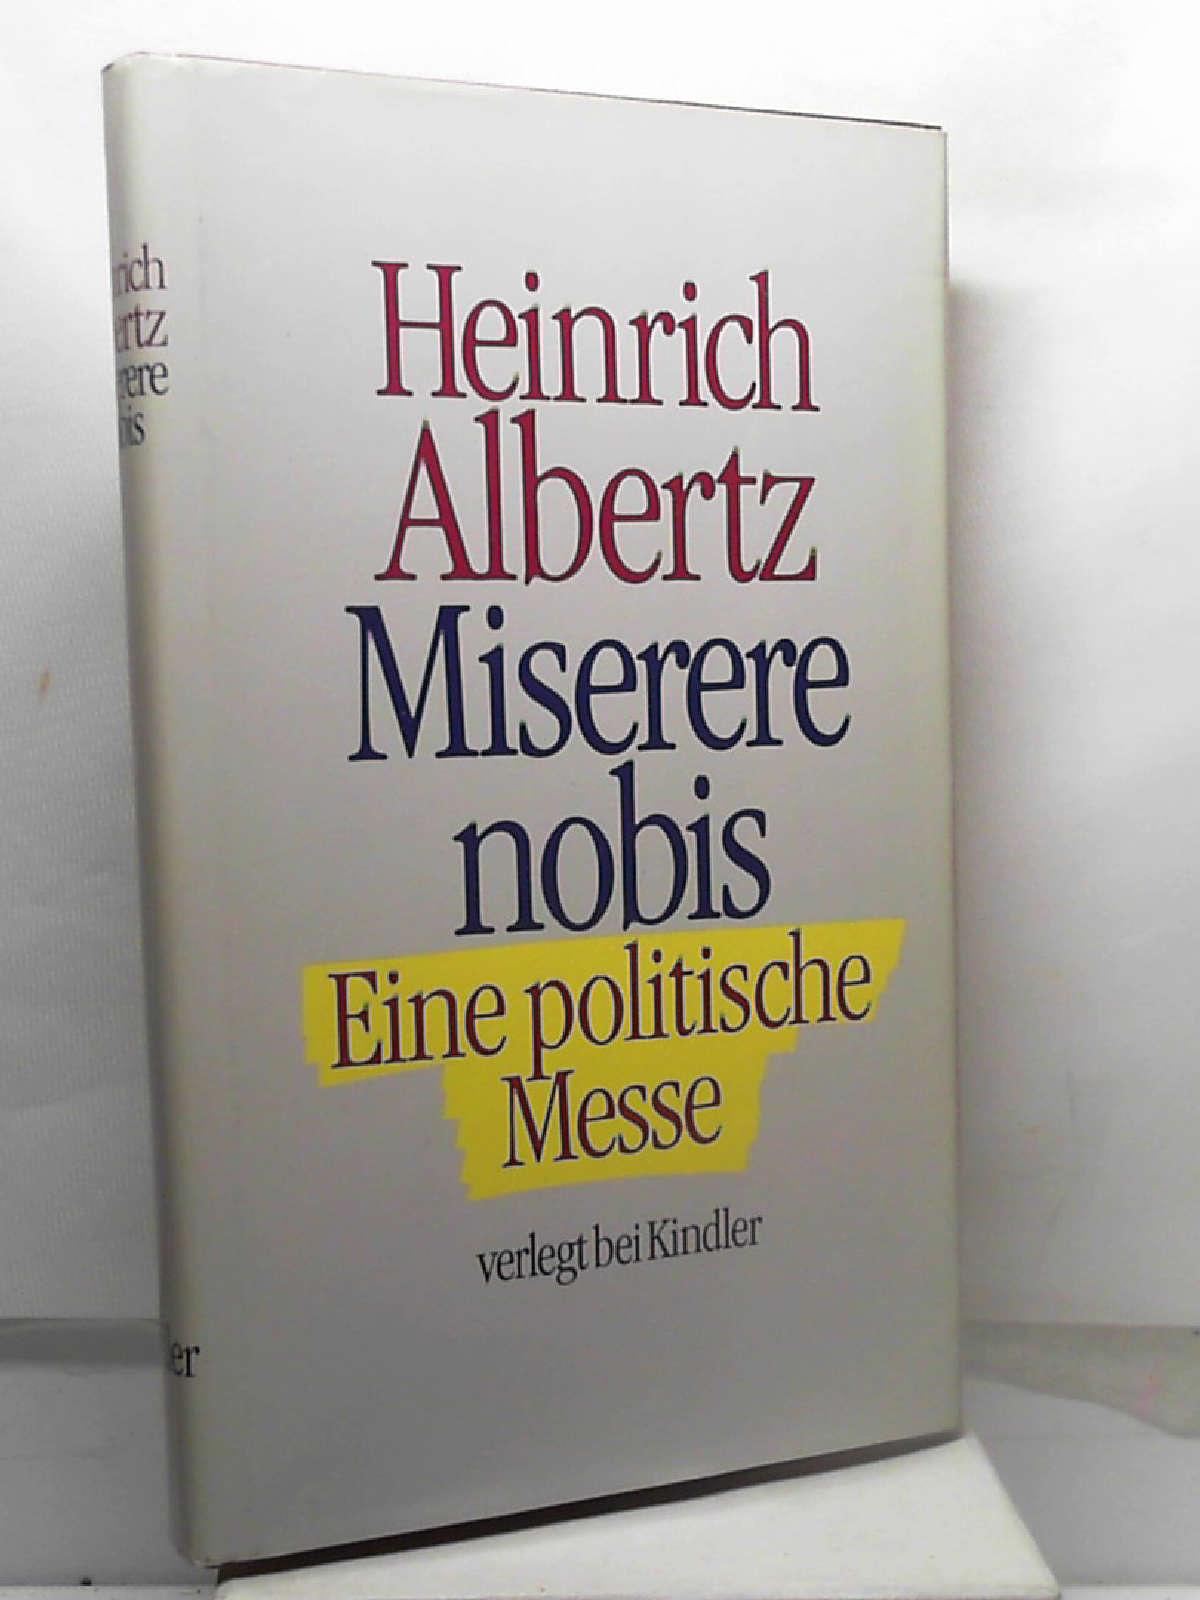 Heinrich
Albertz
Miserere
nobis
Eine politische
Messe
verlegt bei Kindler